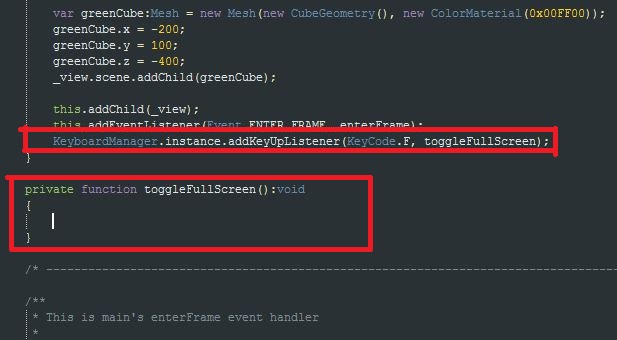 var greenCube:Mesh = new Mesh(new CubeGeometry(), new ColorMaterial(0x00FF00));
greenCube.x = -200;
greenCube.y = 100;
greenCube.z = -400;
_view.scene.addChild(greenCube);
this.addChild(_view);
this.addEventListener(Event.ENTER_FRAME, enterFrame);
KeyboardManager.instance.addKeyUpListener(KeyCode.F, toggleFullScreen);
}
private function toggleFullScreen():void
{
}
/* -----------------------------------------------------------------------
/**
* This is main's enterFrame event handler
*